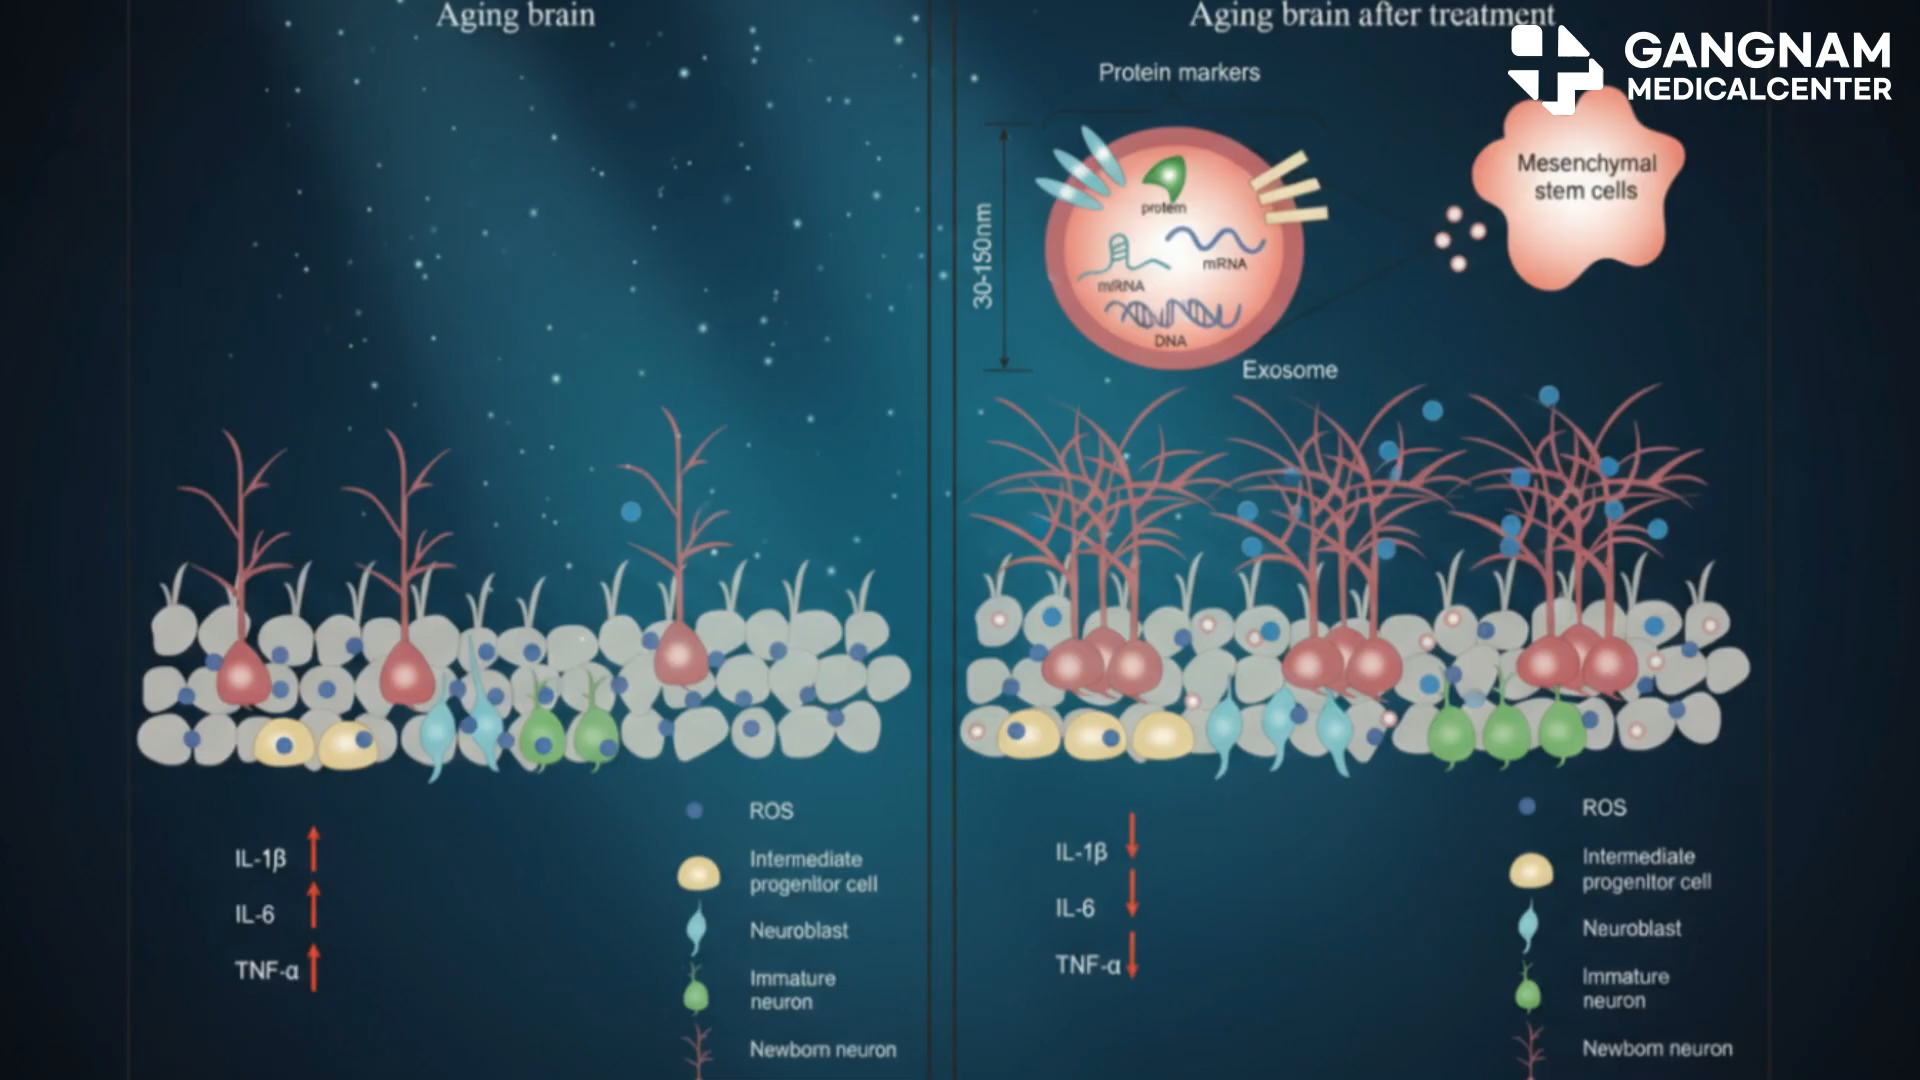 Aging brain
IL-1β
IL-6
TNF-α
ROS
Intermediate
progenitor cell
Neuroblast
Immature
neuron
Newborn neuron
Aging brain after treatment
GANGNAM
MEDICALCENTER
Protein markers
30-150nm
protein
mRNA
miRNA
DNA
Exosome
Mesenchymal
stem cells
IL-1β
IL-6
TNF-α
ROS
Intermediate
progenitor cell
Neuroblast
Immature
neuron
Newborn neuron